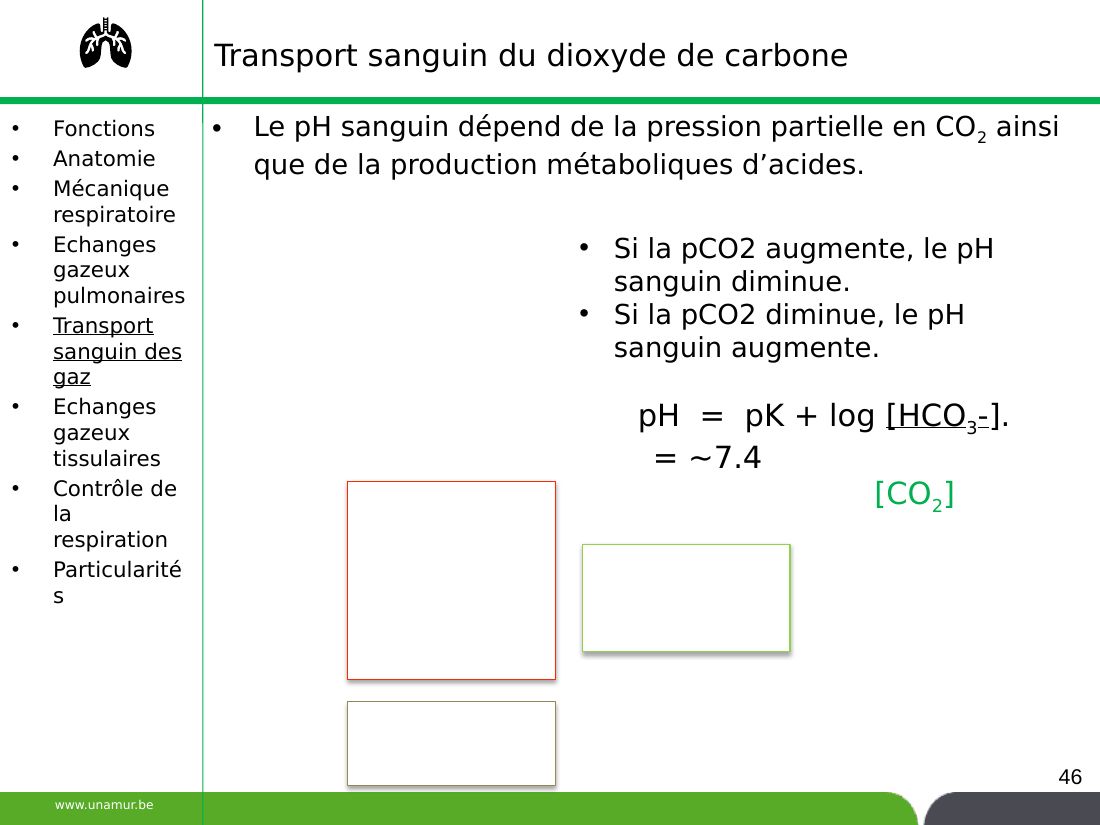 Transport sanguin du dioxyde de carbone
• Fonctions
• Anatomie
• Mécanique
respiratoire
• Echanges
gazeux
pulmonaires
• Transport
sanguin des
gaz
• Echanges
gazeux
tissulaires
• Contrôle de
la
respiration
• Particularité
s
• Le pH sanguin dépend de la pression partielle en CO₂ ainsi
que de la production métaboliques d’acides.
• Si la pCO2 augmente, le pH
sanguin diminue.
• Si la pCO2 diminue, le pH
sanguin augmente.
pH = pK + log [HCO₃-].
= ~7.4
[CO₂]
46
www.unamur.be